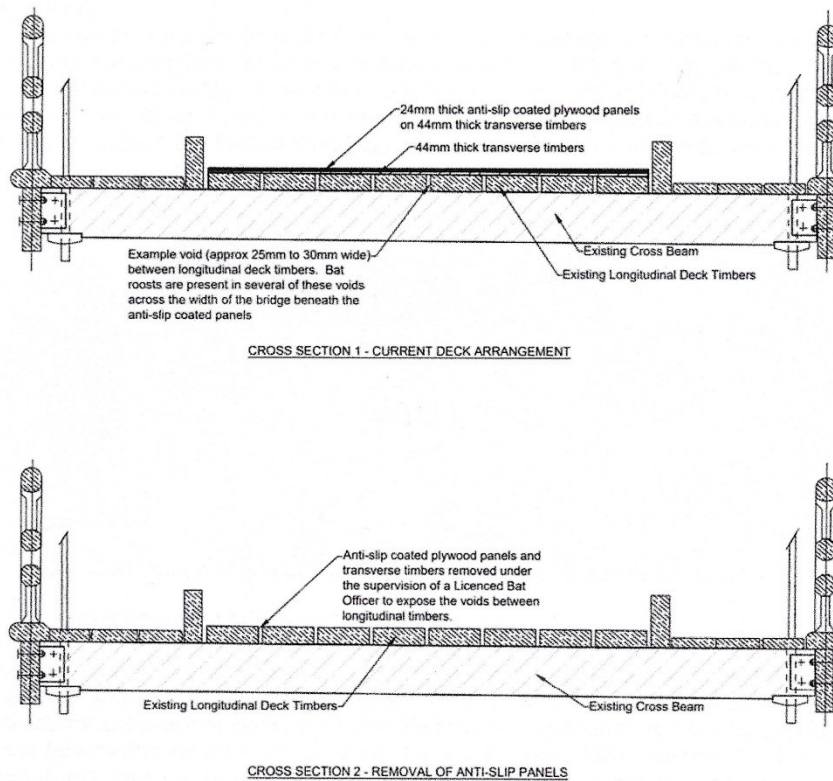 24mm thick anti-slip coated plywood panels
on 44mm thick transverse timbers
44mm thick transverse timbers
Example void (approx 25mm to 30mm wide)
between longitudinal deck timbers. Bat
roosts are present in several of these voids
across the width of the bridge beneath the
anti-slip coated panels
Existing Cross Beam
Existing Longitudinal Deck Timbers
CROSS SECTION 1 - CURRENT DECK ARRANGEMENT
Anti-slip coated plywood panels and
transverse timbers removed under
the supervision of a Licenced Bat
Officer to expose the voids between
longitudinal timbers.
Existing Longitudinal Deck Timbers
Existing Cross Beam
CROSS SECTION 2 - REMOVAL OF ANTI-SLIP PANELS